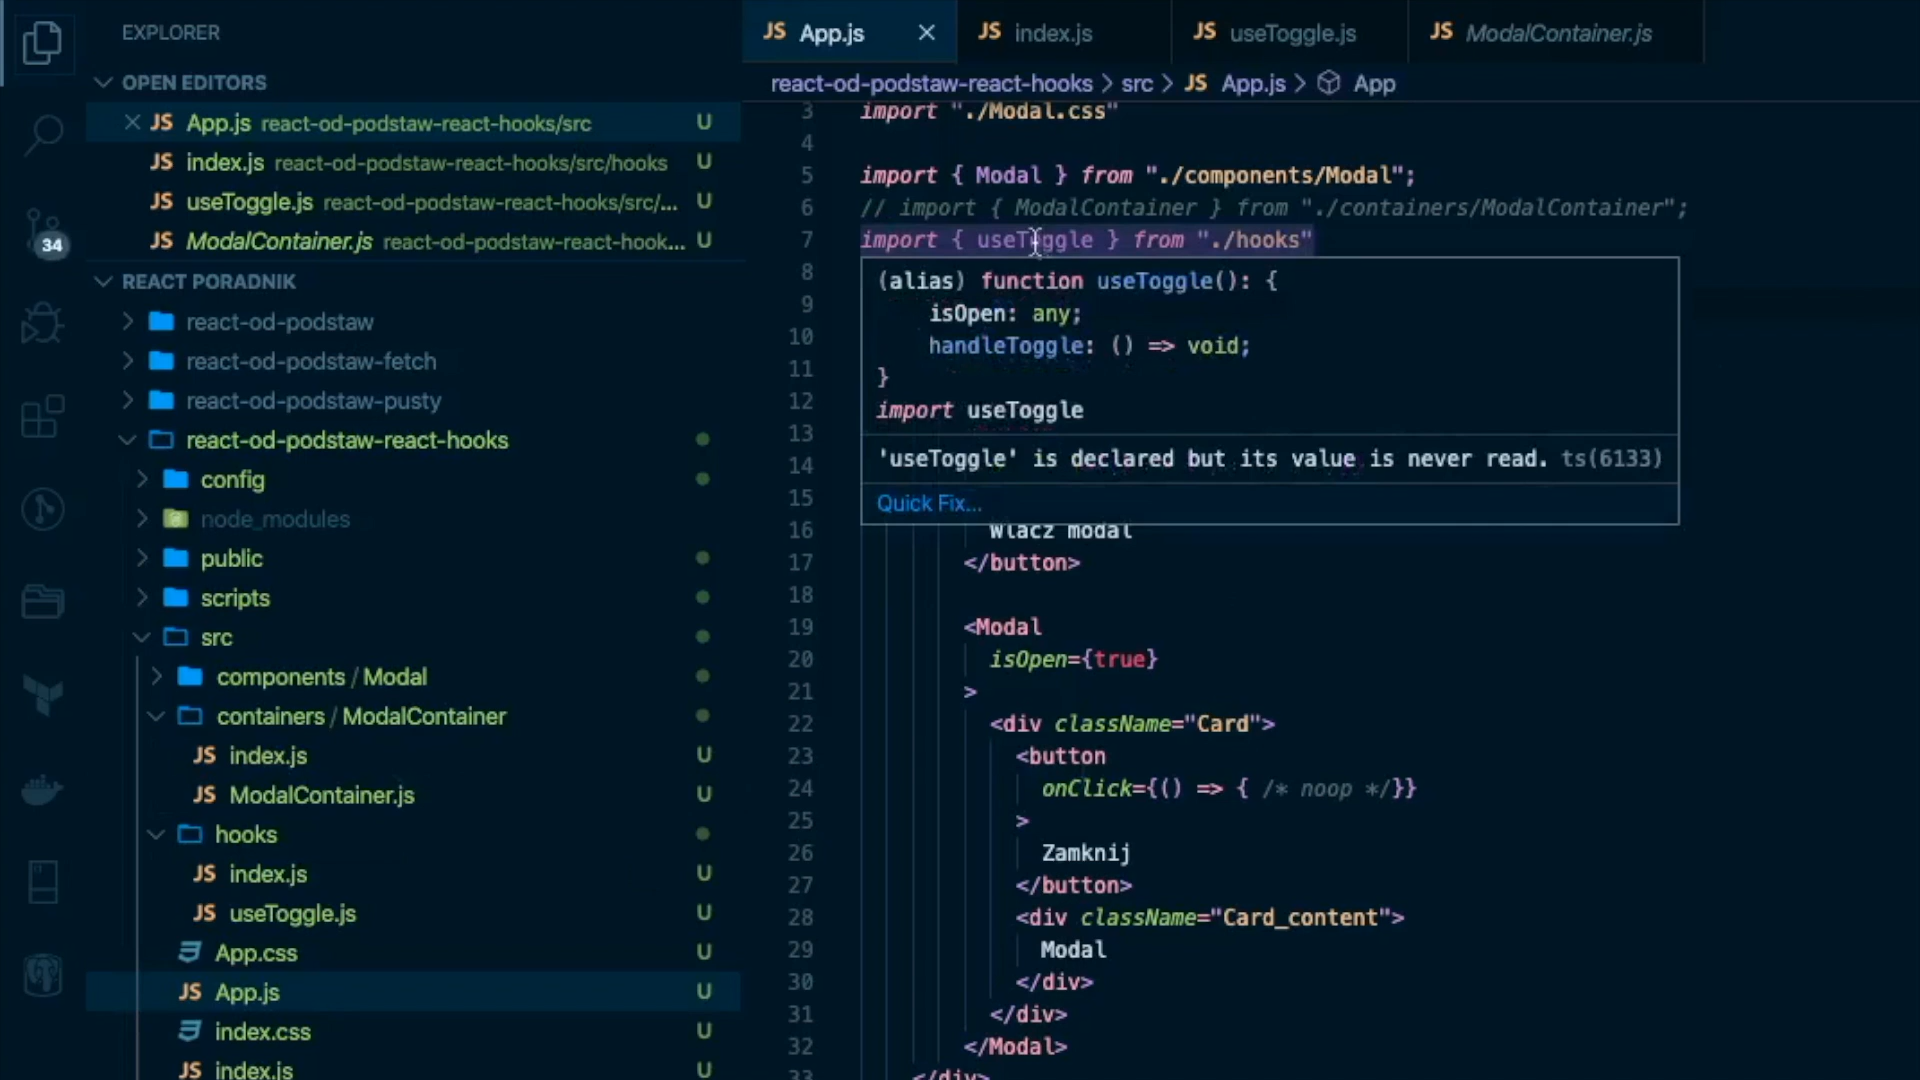 EXPLORER
OPEN EDITORS
JS App.js react-od-podstaw-react-hooks/src U
JS index.js react-od-podstaw-react-hooks/src/hooks U
JS useToggle.js react-od-podstaw-react-hooks/src/... U
JS ModalContainer.js react-od-podstaw-react-hook... U
34
REACT PORADNIK
react-od-podstaw
react-od-podstaw-fetch
react-od-podstaw-pusty
react-od-podstaw-react-hooks
config
node_modules
public
scripts
src
components / Modal
containers / ModalContainer
JS index.js U
JS ModalContainer.js U
hooks
JS index.js U
JS useToggle.js U
App.css U
JS App.js U
index.css U
JS index.js U
JS App.js JS index.js JS useToggle.js JS ModalContainer.js
react-od-podstaw-react-hooks > src > JS App.js > App
3 import "./Modal.css"
4
5 import { Modal } from "./components/Modal";
6 // import { ModalContainer } from "./containers/ModalContainer";
7 import { useToggle } from "./hooks"
8 (alias) function useToggle(): {
9 isOpen: any;
10 handleToggle: () => void;
11 }
12 import useToggle
13
14 'useToggle' is declared but its value is never read. ts(6133)
15 Quick Fix...
16 Wlacz modal
17 </button>
18
19 <Modal
20 isOpen={true}
21 >
22 <div className="Card">
23 <button
24 onClick={() => { /* noop */}}
25 >
26 Zamknij
27 </button>
28 <div className="Card_content">
29 Modal
30 </div>
31 </div>
32 </Modal>
33 </div>